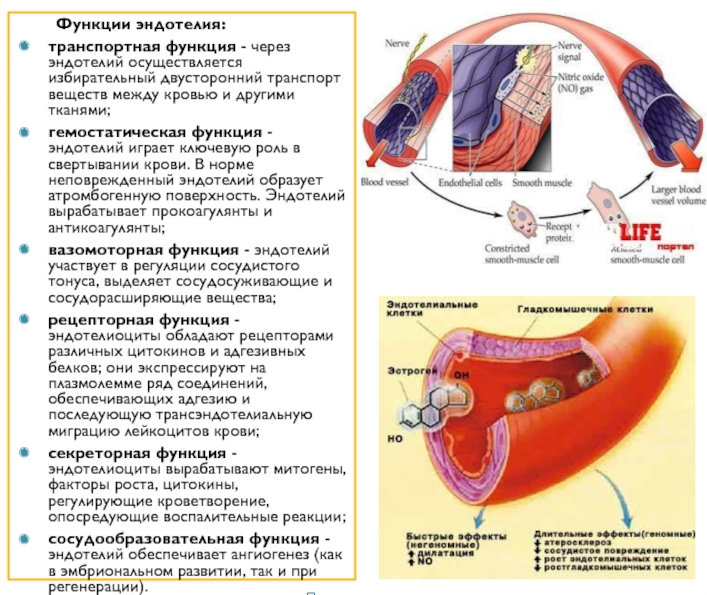 Функции эндотелия:
транспортная функция - через
эндотелий осуществляется
избирательный двусторонний транспорт
веществ между кровью и другими
тканями;
гемостатическая функция -
эндотелий играет ключевую роль в
свертывании крови. В норме
неповрежденный эндотелий образует
атромбогенную поверхность. Эндотелий
вырабатывает прокоагулянты и
антикоагулянты;
вазомоторная функция - эндотелий
участвует в регуляции сосудистого
тонуса, выделяет сосудосуживающие и
сосудорасширяющие вещества;
рецепторная функция -
эндотелиоциты обладают рецепторами
различных цитокинов и адгезивных
белков; они экспрессируют на
плазмолемме ряд соединений,
обеспечивающих адгезию и
последующую трансэндотелиальную
миграцию лейкоцитов крови;
секреторная функция -
эндотелиоциты вырабатывают митогены,
факторы роста, цитокины,
регулирующие кроветворение,
опосредующие воспалительные реакции;
сосудообразовательная функция -
эндотелий обеспечивает ангиогенез (как
в эмбриональном развитии, так и при
регенерации).
Nerve
Nerve
signal
Nitric oxide
(NO) gas
Blood vessel
Endothelial cells
Smooth muscle
Larger blood
vessel volume
Recept
protein
Constricted
smooth-muscle cell
LIFE
портал
smooth-muscle cell
Эндотелиальные
клетки
Гладкомышечные клетки
Эстроген
OH
HO
Быстрые эффекты
(негеномные)
↑ дилатация
↑ NO
Длительные эффекты(геномные)
↓ атеросклероз
↓ сосудистое повреждение
↑ рост эндотелиальных клеток
↓ ростгладкомышечных клеток